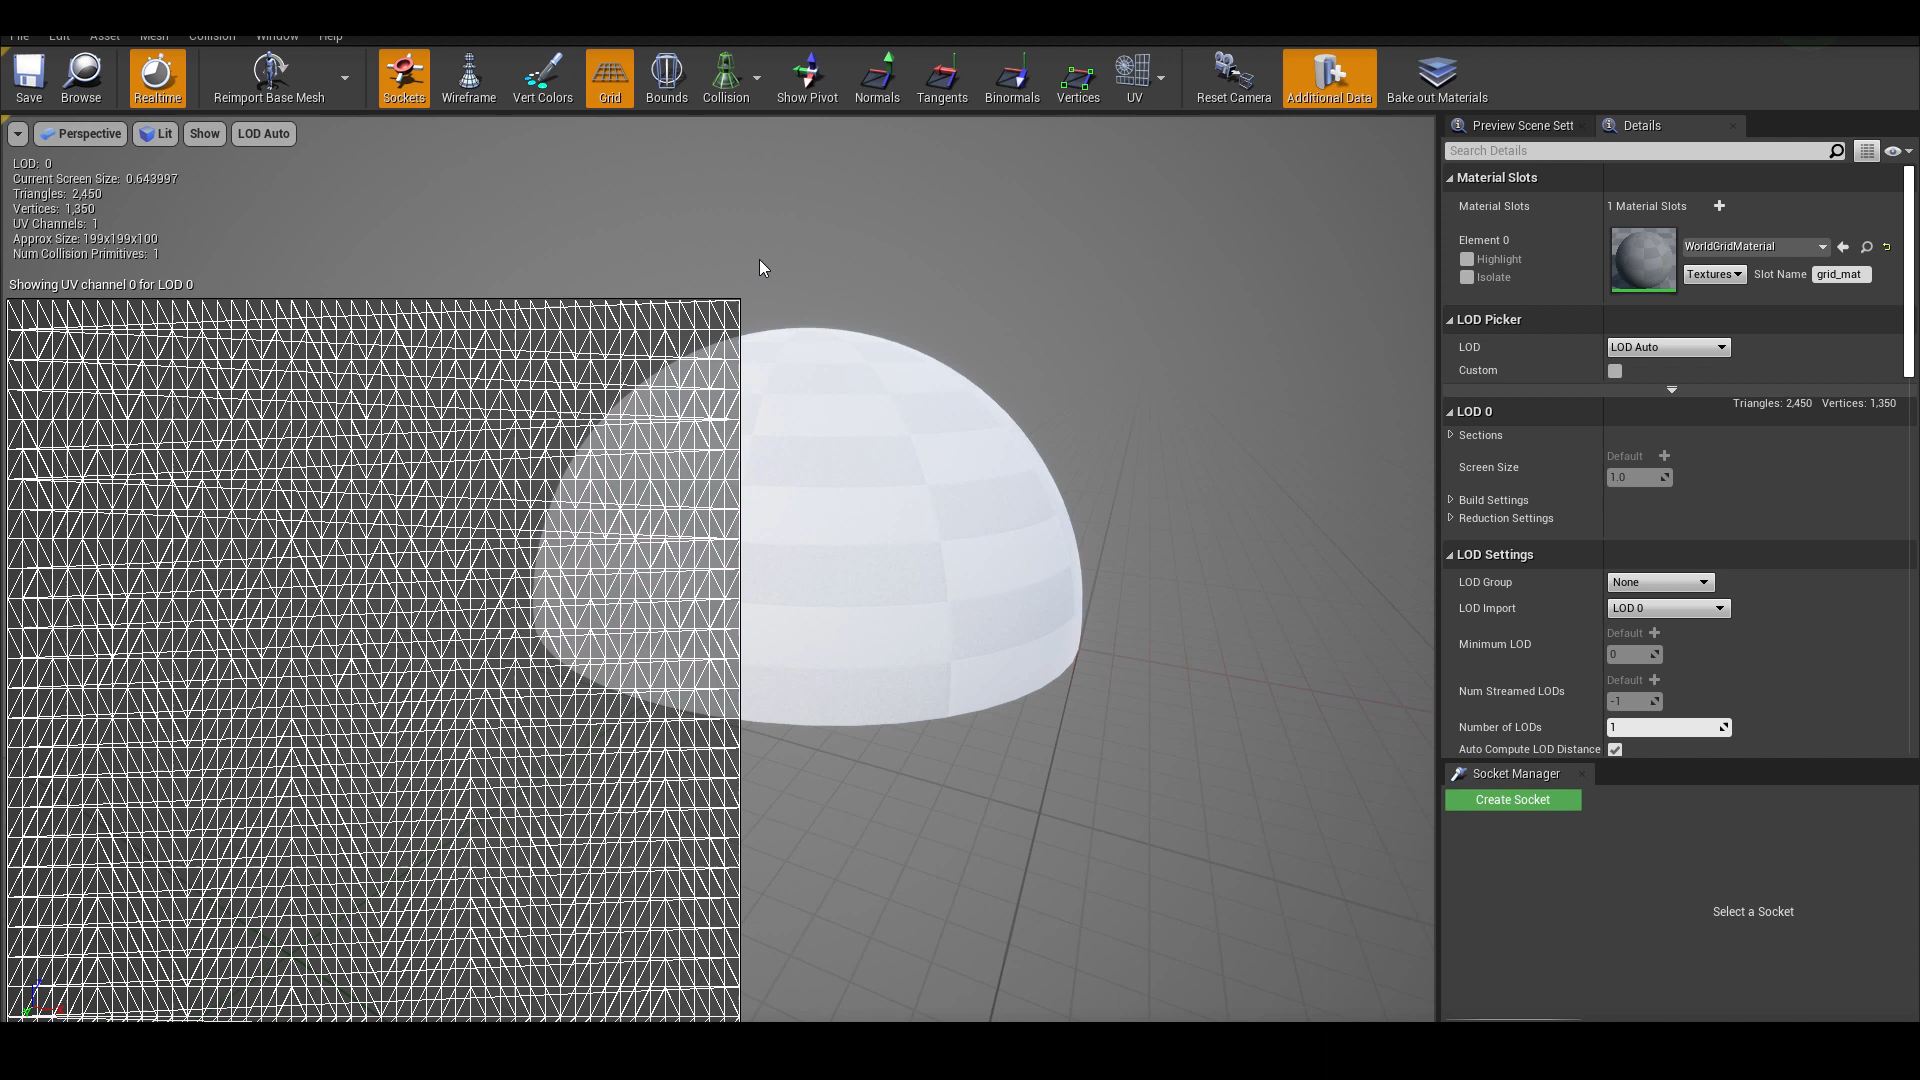 File Edit Asset Mesh Collision Window Help
Save Browse Realtime Reimport Base Mesh Sockets Wireframe Vert Colors Grid Bounds Collision Show Pivot Normals Tangents Binormals Vertices UV Reset Camera Additional Data Bake out Materials
Perspective Lit Show LOD Auto
LOD: 0
Current Screen Size: 0.643997
Triangles: 2,450
Vertices: 1,350
UV Channels: 1
Approx Size: 199x199x100
Num Collision Primitives: 1
Showing UV channel 0 for LOD 0
Preview Scene Sett Details
Search Details
Material Slots
Material Slots 1 Material Slots
Element 0
Highlight
Isolate
WorldGridMaterial
Textures Slot Name grid_mat
LOD Picker
LOD LOD Auto
Custom
LOD 0 Triangles: 2,450 Vertices: 1,350
Sections
Screen Size Default
1.0
Build Settings
Reduction Settings
LOD Settings
LOD Group None
LOD Import LOD 0
Minimum LOD Default
0
Num Streamed LODs Default
-1
Number of LODs 1
Auto Compute LOD Distance
Socket Manager
Create Socket
Select a Socket